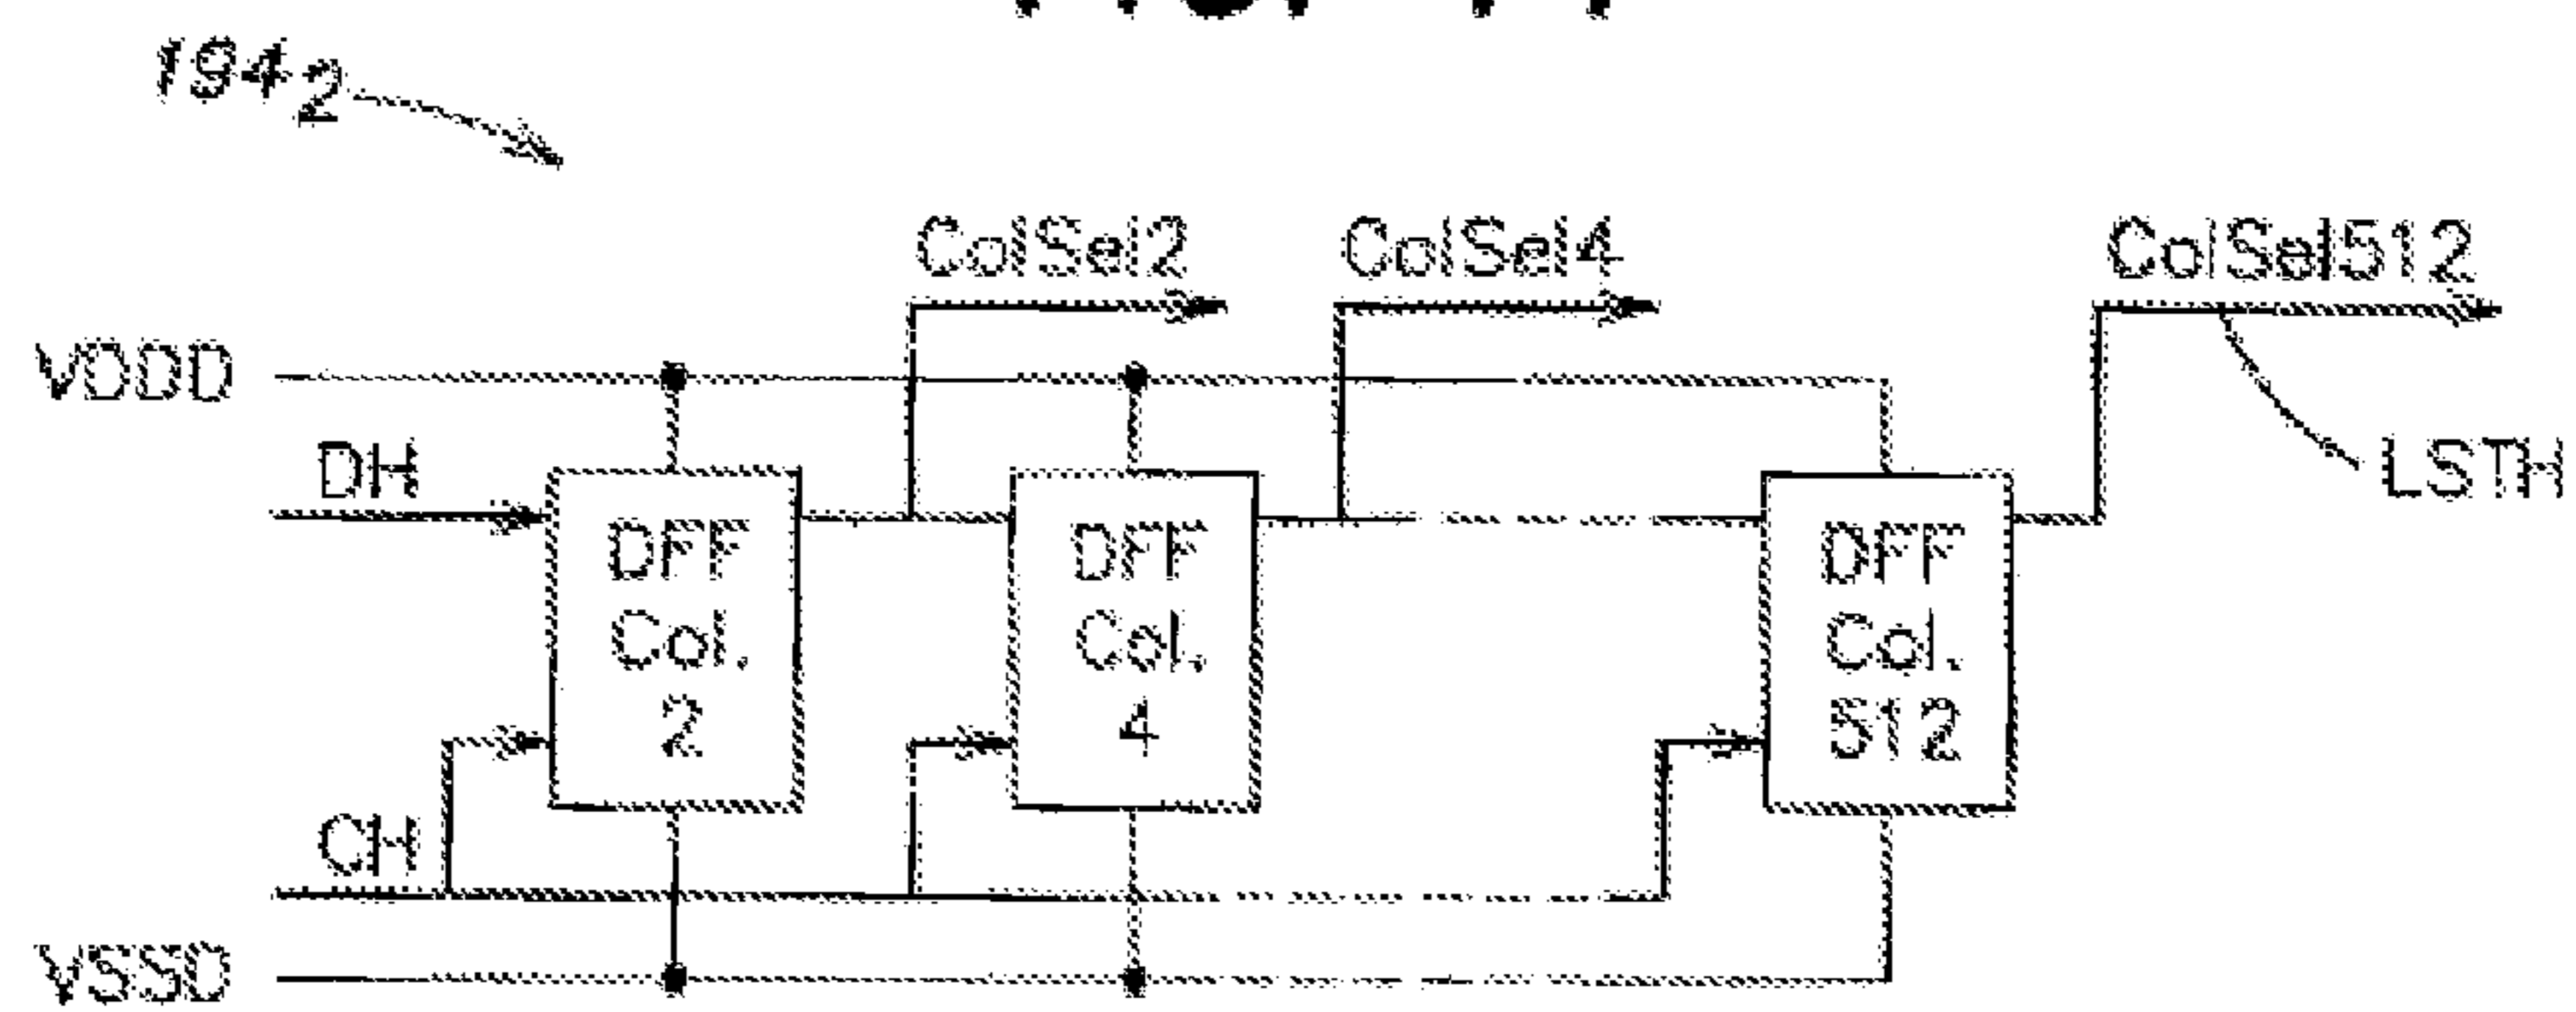 194₂
ColSel2
ColSel4
ColSel512
VDDD
DH
LSTH
DFF
Col.
2
DFF
Col.
4
DFF
Col.
512
CH
VSSD